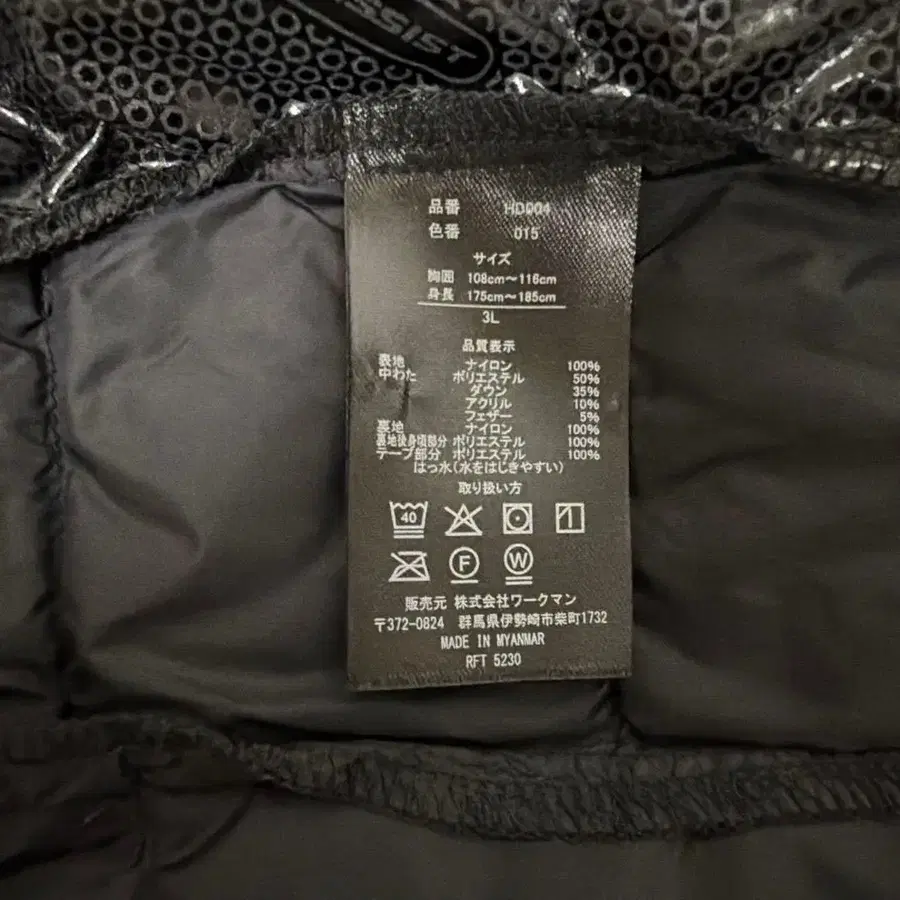 SSIST
品番 HD004
色番 015
サイズ
胸囲 108cm～116cm
身長 175cm～185cm
3L
品質表示
表地 ナイロン 100%
中わた ポリエステル 50%
ダウン 35%
アクリル 10%
フェザー 5%
裏地 ナイロン 100%
裏地後身頃部分 ポリエステル 100%
テープ部分 ポリエステル 100%
はっ水(水をはじきやすい)
取り扱い方
40
F W
販売元 株式会社ワークマン
〒372-0824 群馬県伊勢崎市柴町1732
MADE IN MYANMAR
RFT 5230